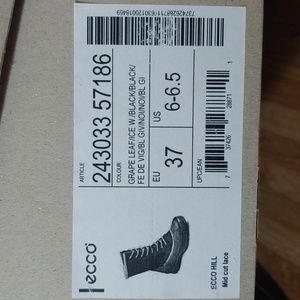 ecco
ARTICLE
243033 57186
COLOUR
GRAPE LEAF/ICE W./BLACK/BLACK/
FE DE VIG/BL GIV/NOI/NOI/BL GI
EU
37
US
6-6.5
UPC/EAN
ECCO HILL
Mid cut lace